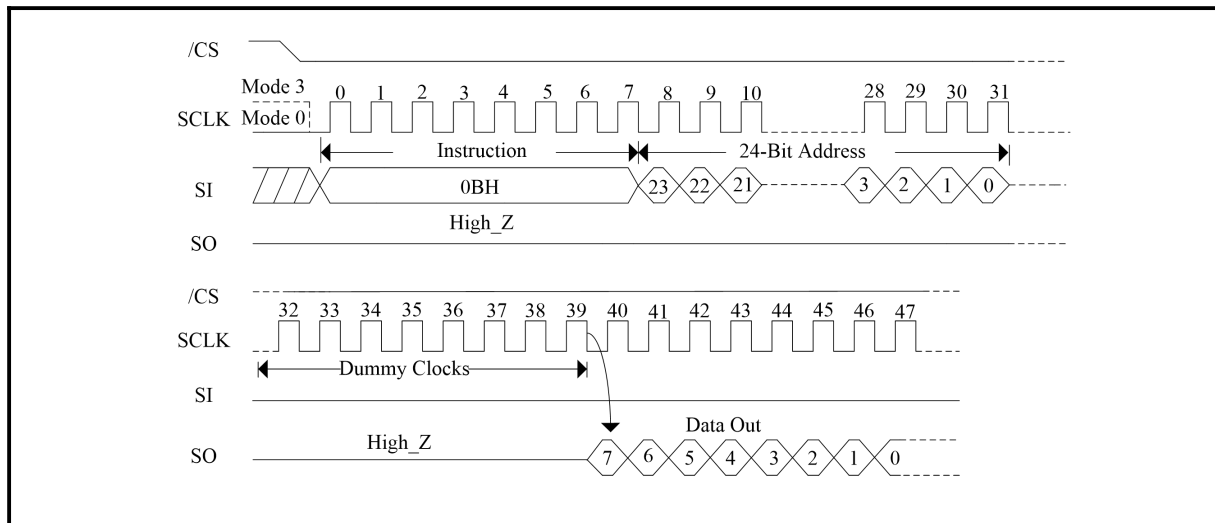 /CS
Mode 3
0 1 2 3 4 5 6 7 8 9 10 28 29 30 31
SCLK Mode 0
Instruction 24-Bit Address
SI 0BH 23 22 21 3 2 1 0
High_Z
SO
/CS
32 33 34 35 36 37 38 39 40 41 42 43 44 45 46 47
SCLK
Dummy Clocks
SI
Data Out
High_Z
SO 7 6 5 4 3 2 1 0